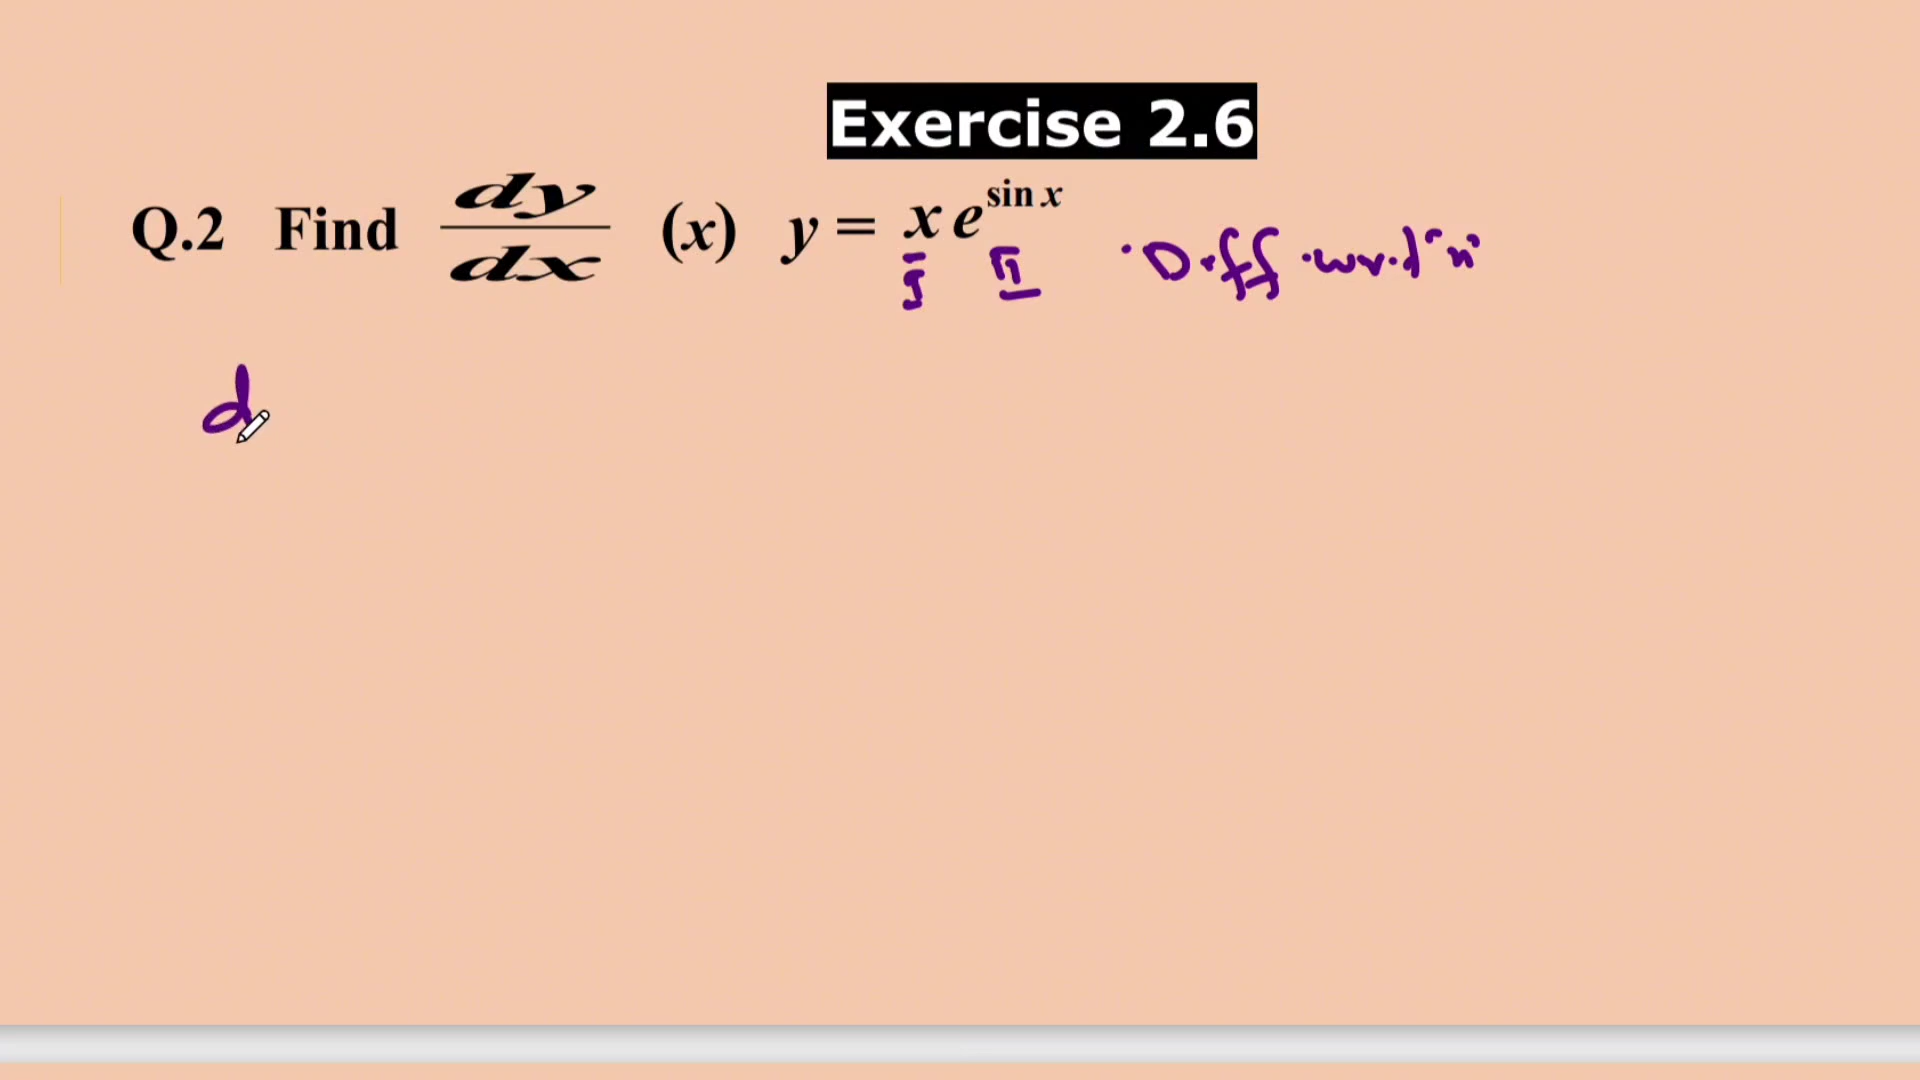 Exercise 2.6
Q.2 Find dy/dx (x) y = x e^sin x
I II Diff. w.r.t "x"
d